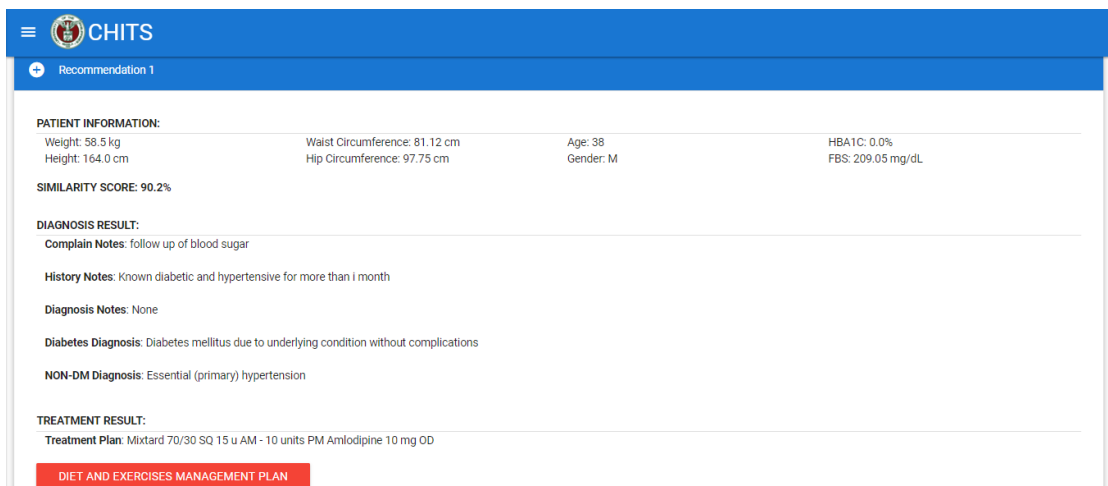 CHITS
Recommendation 1
PATIENT INFORMATION:
Weight: 58.5 kg Waist Circumference: 81.12 cm Age: 38 HBA1C: 0.0%
Height: 164.0 cm Hip Circumference: 97.75 cm Gender: M FBS: 209.05 mg/dL
SIMILARITY SCORE: 90.2%
DIAGNOSIS RESULT:
Complain Notes: follow up of blood sugar
History Notes: Known diabetic and hypertensive for more than i month
Diagnosis Notes: None
Diabetes Diagnosis: Diabetes mellitus due to underlying condition without complications
NON-DM Diagnosis: Essential (primary) hypertension
TREATMENT RESULT:
Treatment Plan: Mixtard 70/30 SQ 15 u AM - 10 units PM Amlodipine 10 mg OD
DIET AND EXERCISES MANAGEMENT PLAN